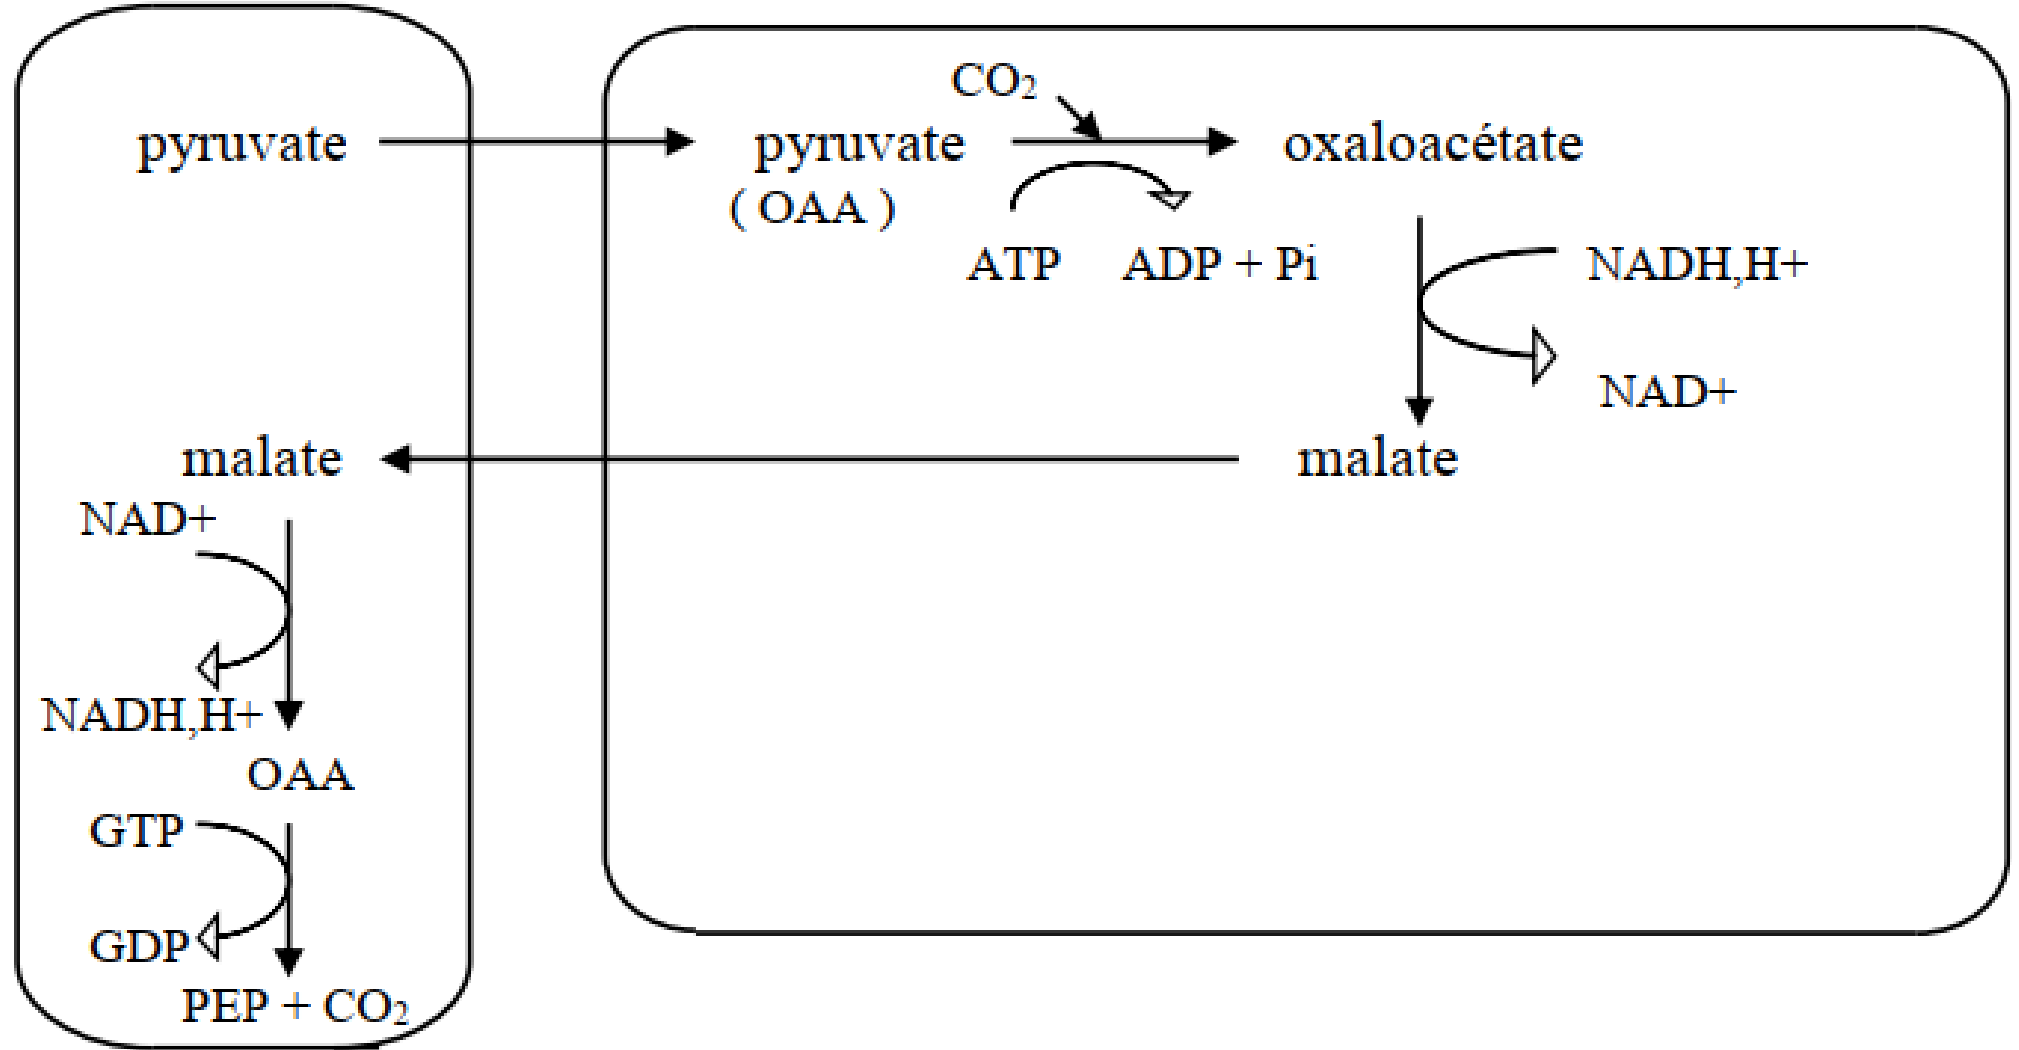 CO2
pyruvate pyruvate oxaloacétate
( OAA )
ATP ADP + Pi NADH,H+
NAD+
malate malate
NAD+
NADH,H+
OAA
GTP
GDP
PEP + CO2